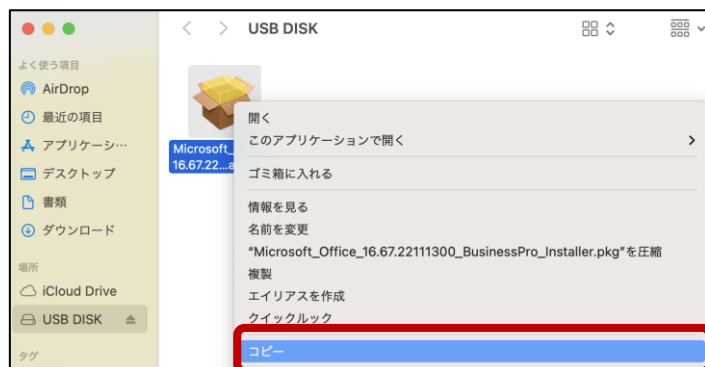 USB DISK
よく使う項目
AirDrop
最近の項目
アプリケーシ…
デスクトップ
書類
ダウンロード
場所
iCloud Drive
USB DISK
タグ
Microsoft_
16.67.22...a
開く
このアプリケーションで開く
ゴミ箱に入れる
情報を見る
名前を変更
“Microsoft_Office_16.67.22111300_BusinessPro_Installer.pkg”を圧縮
複製
エイリアスを作成
クイックルック
コピー